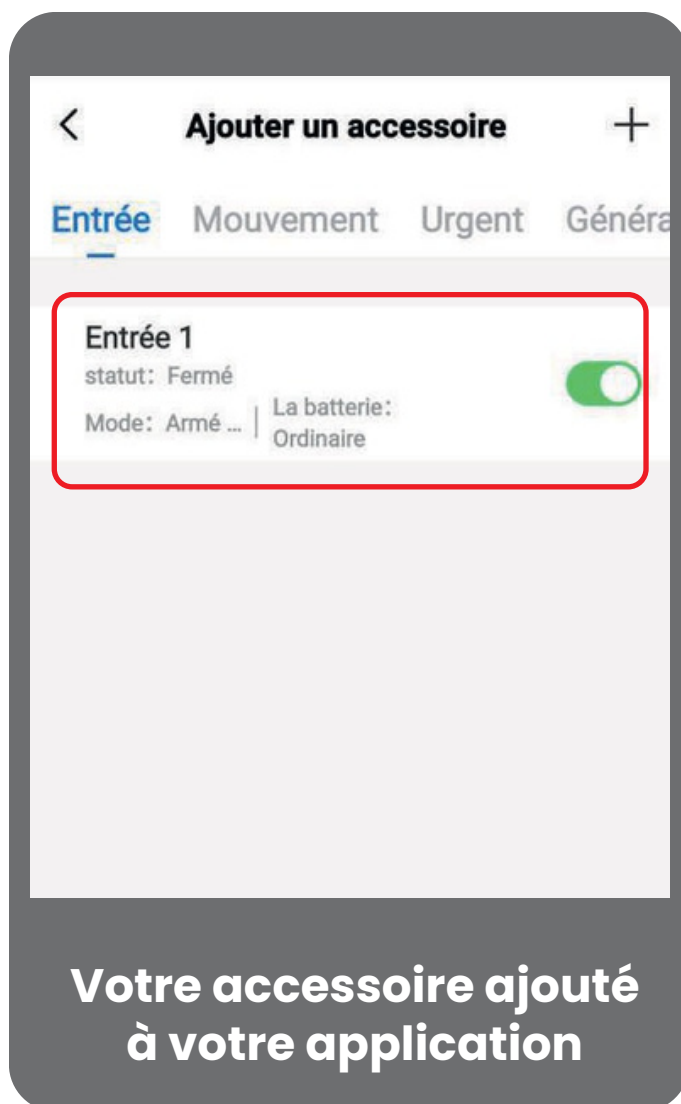 Ajouter un accessoire
Entrée Mouvement Urgent Généra
Entrée 1
statut: Fermé
Mode: Armé ... | La batterie:
Ordinaire
Votre accessoire ajouté
à votre application